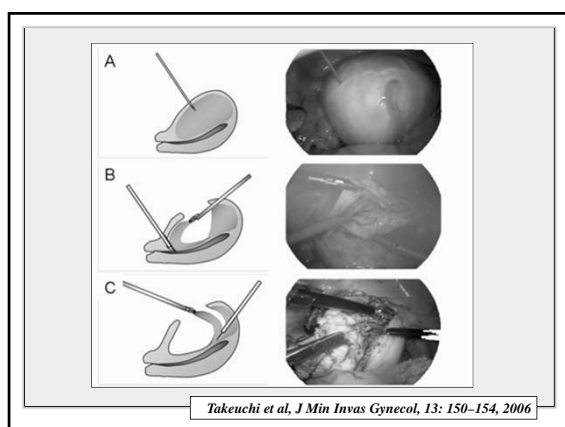 A
B
C
Takeuchi et al, J Min Invas Gynecol, 13: 150–154, 2006